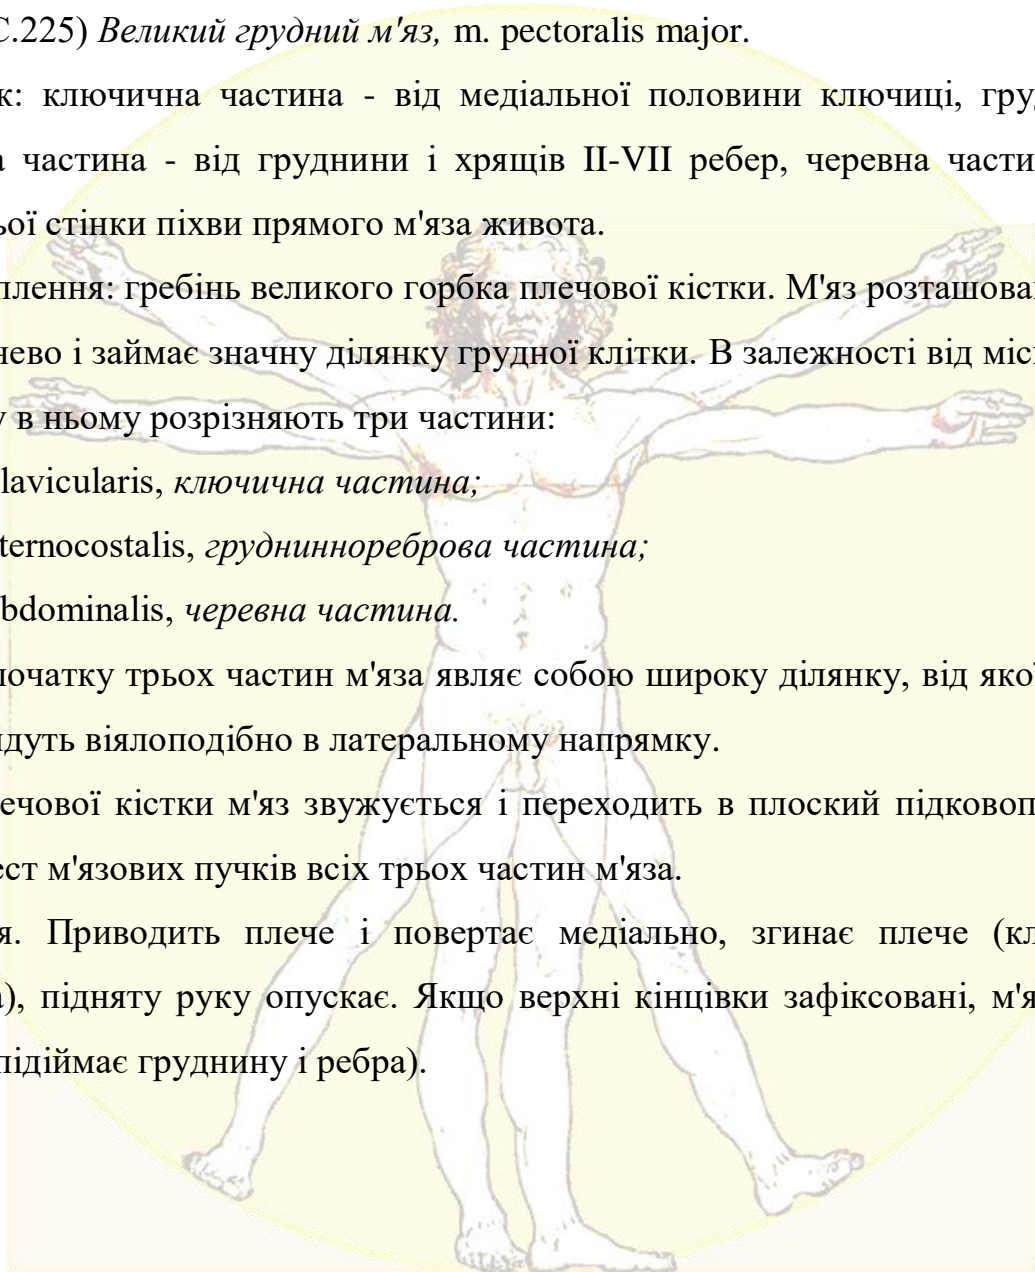 С.225) Великий грудний м'яз, m. pectoralis major.
к: ключична частина - від медіальної половини ключиці, гру
а частина - від груднини і хрящів II-VII ребер, черевна части
ьої стінки піхви прямого м'яза живота.
плення: гребінь великого горбка плечової кістки. М'яз розташова
нево і займає значну ділянку грудної клітки. В залежності від міс
у в ньому розрізняють три частини:
lavicularis, ключична частина;
ternocostalis, грудниннореброва частина;
bdominalis, черевна частина.
початку трьох частин м'яза являє собою широку ділянку, від яко
йдуть віялоподібно в латеральному напрямку.
ечової кістки м'яз звужується і переходить в плоский підковоп
ест м'язових пучків всіх трьох частин м'яза.
я. Приводить плече і повертає медіально, згинає плече (кл
а), підняту руку опускає. Якщо верхні кінцівки зафіксовані, м'я
підіймає груднину і ребра).